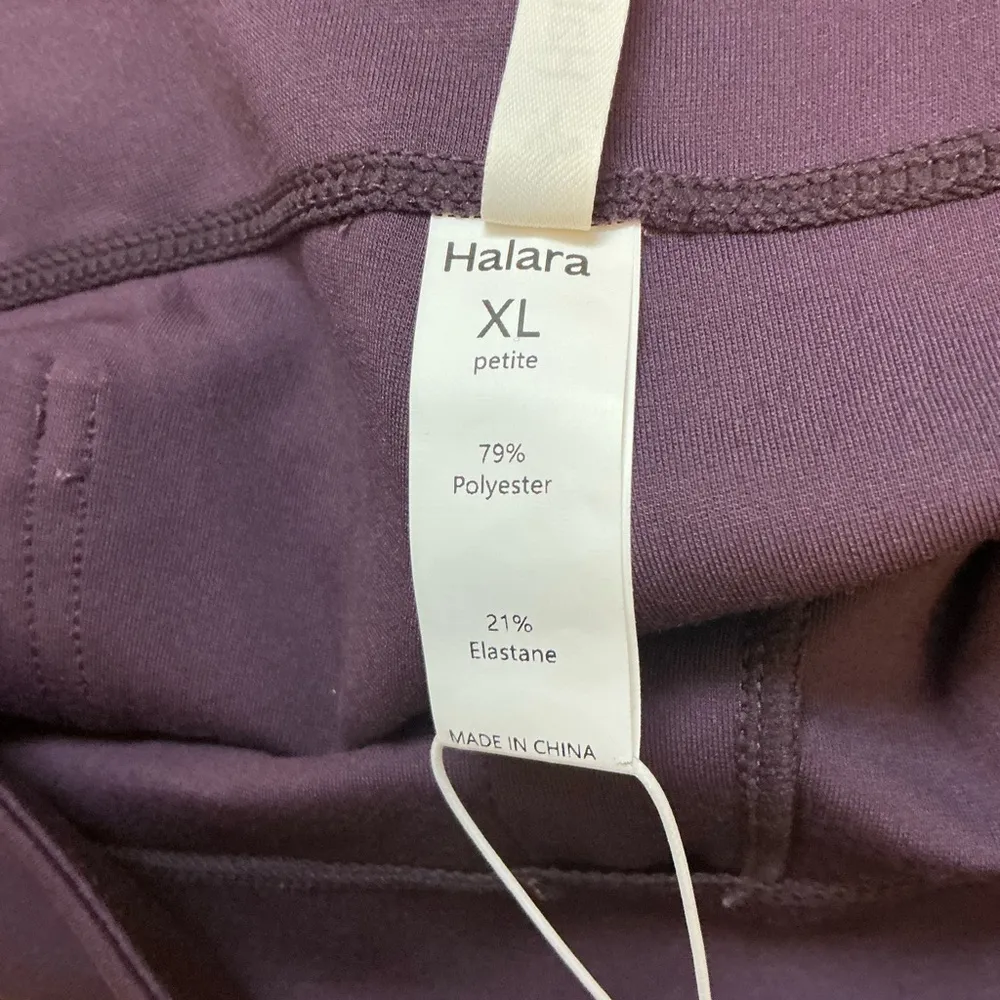 Halara
XL
petite
79%
Polyester
21%
Elastane
MADE IN CHINA